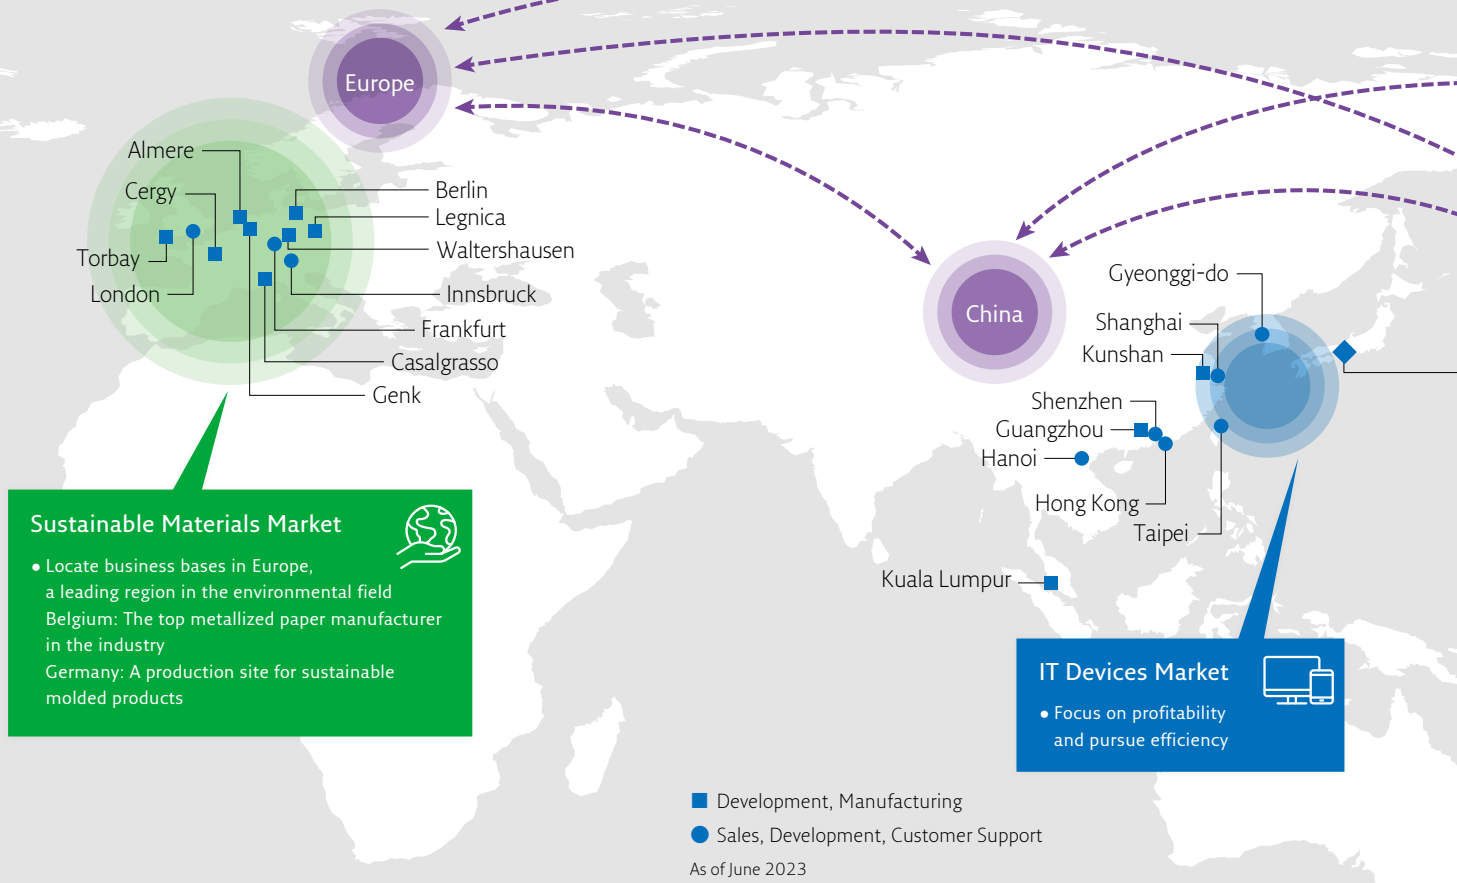 Europe
Almere
Cergy
Torbay
London
Berlin
Legnica
Waltershausen
Innsbruck
Frankfurt
Casalgrasso
Genk
China
Gyeonggi-do
Shanghai
Kunshan
Shenzhen
Guangzhou
Hanoi
Hong Kong
Taipei
Kuala Lumpur
Sustainable Materials Market
● Locate business bases in Europe,
a leading region in the environmental field
Belgium: The top metallized paper manufacturer
in the industry
Germany: A production site for sustainable
molded products
IT Devices Market
● Focus on profitability
and pursue efficiency
Development, Manufacturing
Sales, Development, Customer Support
As of June 2023